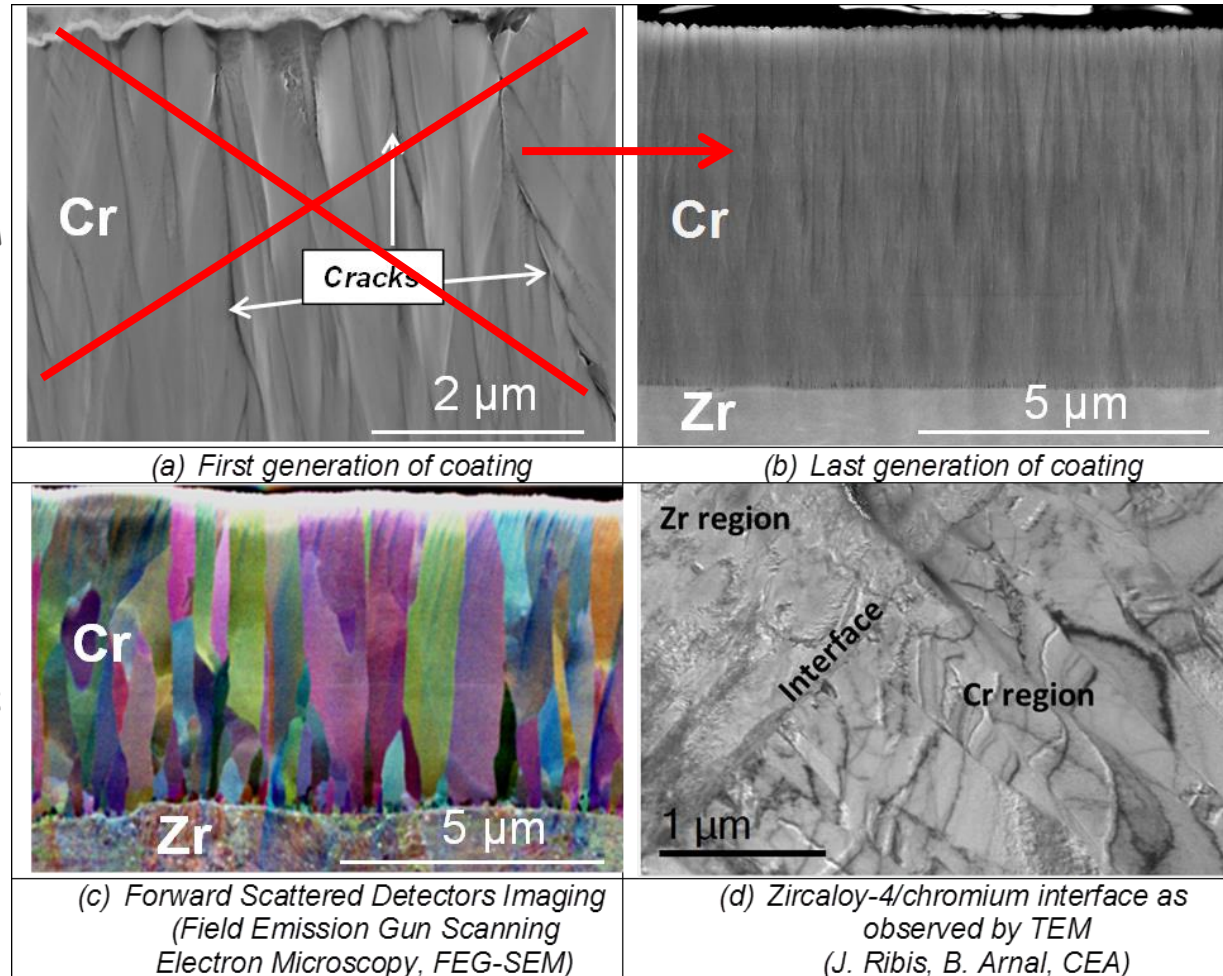 Cr
Cracks
2 µm
(a) First generation of coating
Cr
Zr
5 µm
(b) Last generation of coating
Cr
Zr
5 µm
(c) Forward Scattered Detectors Imaging
(Field Emission Gun Scanning
Electron Microscopy, FEG-SEM)
Zr region
Interface
Cr region
1 µm
(d) Zircaloy-4/chromium interface as
observed by TEM
(J. Ribis, B. Arnal, CEA)